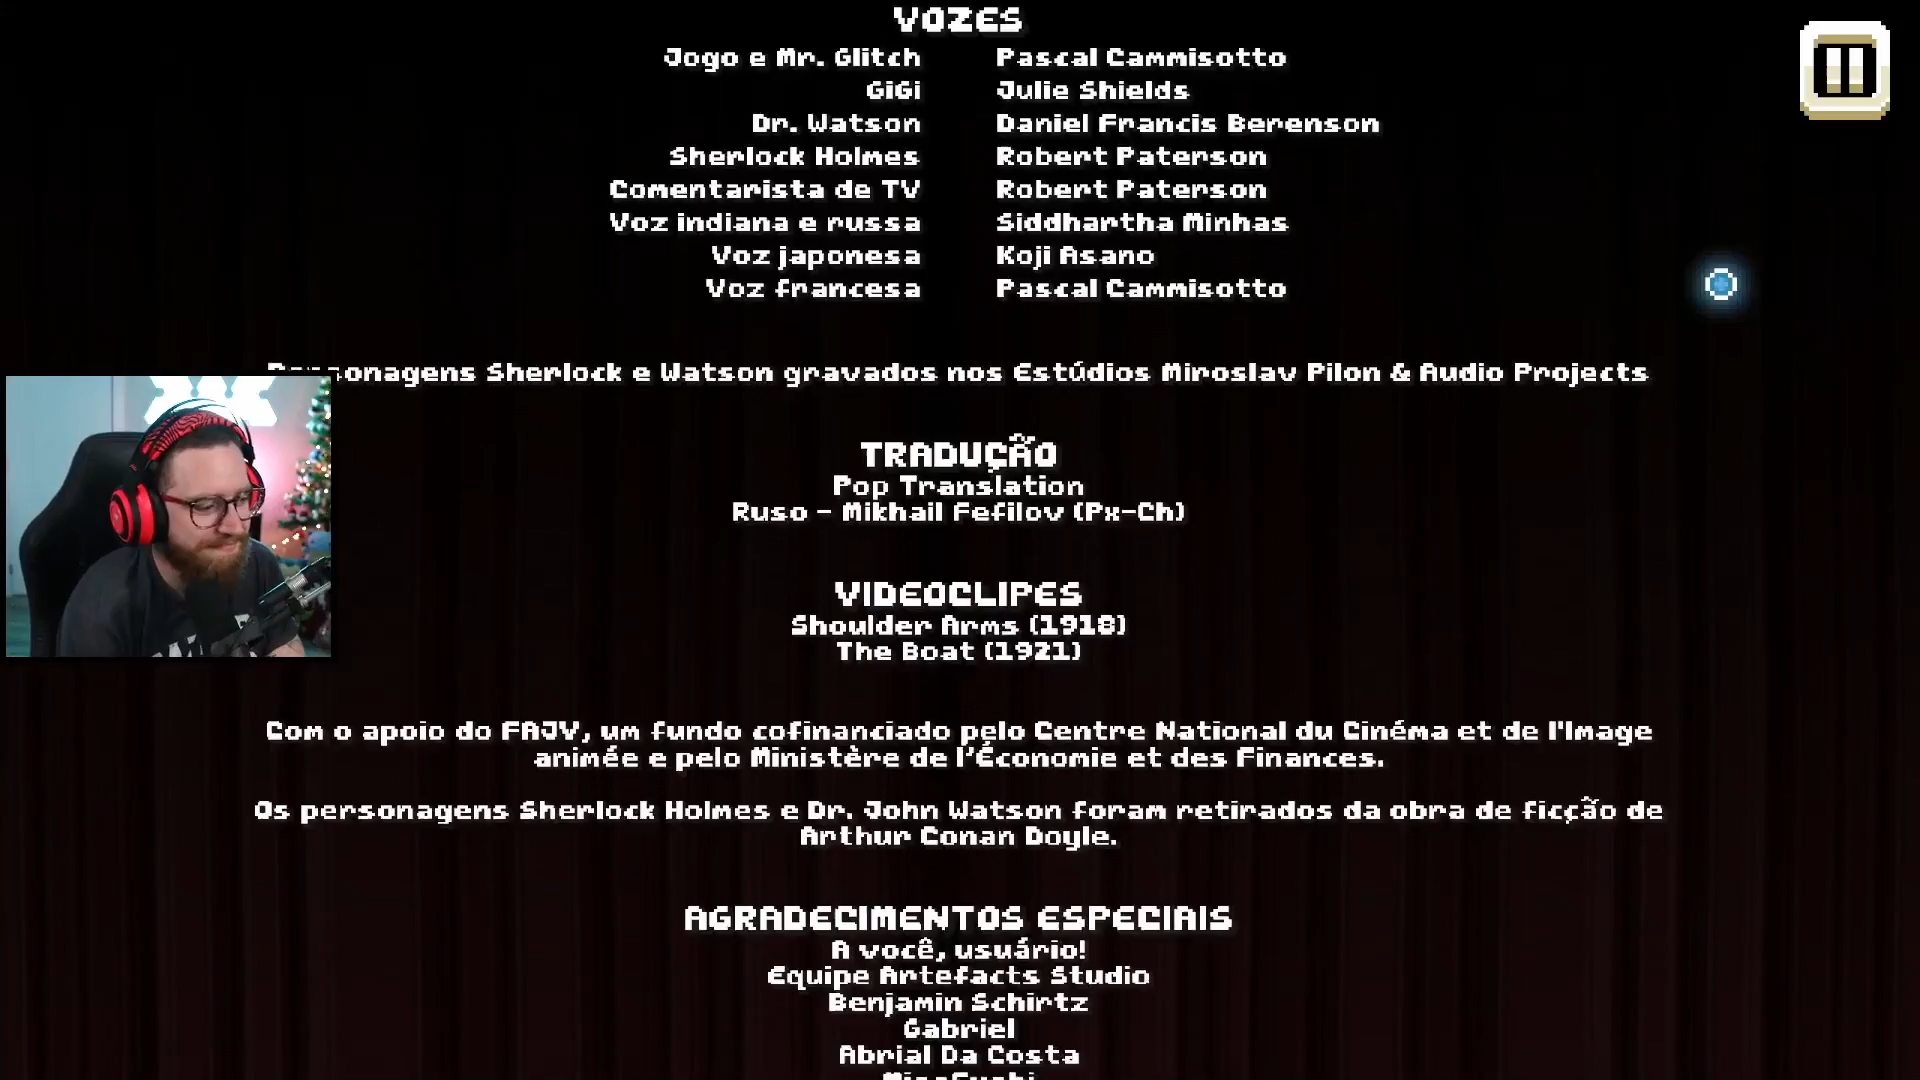 VOZES
Jogo e Mr. Glitch Pascal Cammisotto
GiGi Julie Shields
Dr. Watson Daniel Francis Berenson
Sherlock Holmes Robert Paterson
Comentarista de TV Robert Paterson
Voz indiana e russa Siddhartha Minhas
Voz japonesa Koji Asano
Voz francesa Pascal Cammisotto
Personagens Sherlock e Watson gravados nos Estúdios Miroslav Pilon & Audio Projects
TRADUÇÃO
Pop Translation
Ruso - Mikhail Fefilov (Px-Ch)
VIDEOCLIPES
Shoulder Arms (1918)
The Boat (1921)
Com o apoio do FAJV, um fundo cofinanciado pelo Centre National du Cinéma et de l'Image
animée e pelo Ministère de l'Économie et des Finances.
Os personagens Sherlock Holmes e Dr. John Watson foram retirados da obra de ficção de
Arthur Conan Doyle.
AGRADECIMENTOS ESPECIAIS
A você, usuário!
Equipe Artefacts Studio
Benjamin Schirtz
Gabriel
Abrial Da Costa